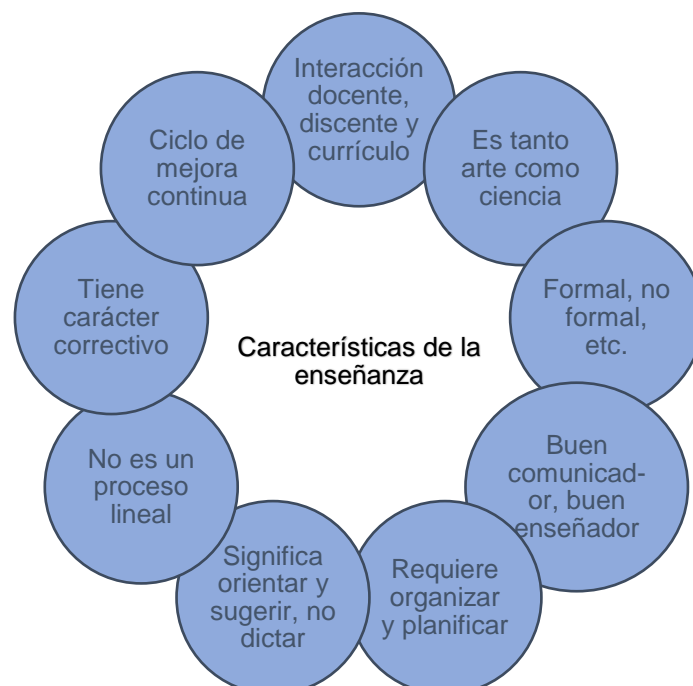 Interacción
docente,
discente y
currículo
Es tanto
arte como
ciencia
Formal, no
formal,
etc.
Buen
comunicad-
or, buen
enseñador
Requiere
organizar
y planificar
Significa
orientar y
sugerir, no
dictar
No es un
proceso
lineal
Tiene
carácter
correctivo
Ciclo de
mejora
continua
Características de la
enseñanza